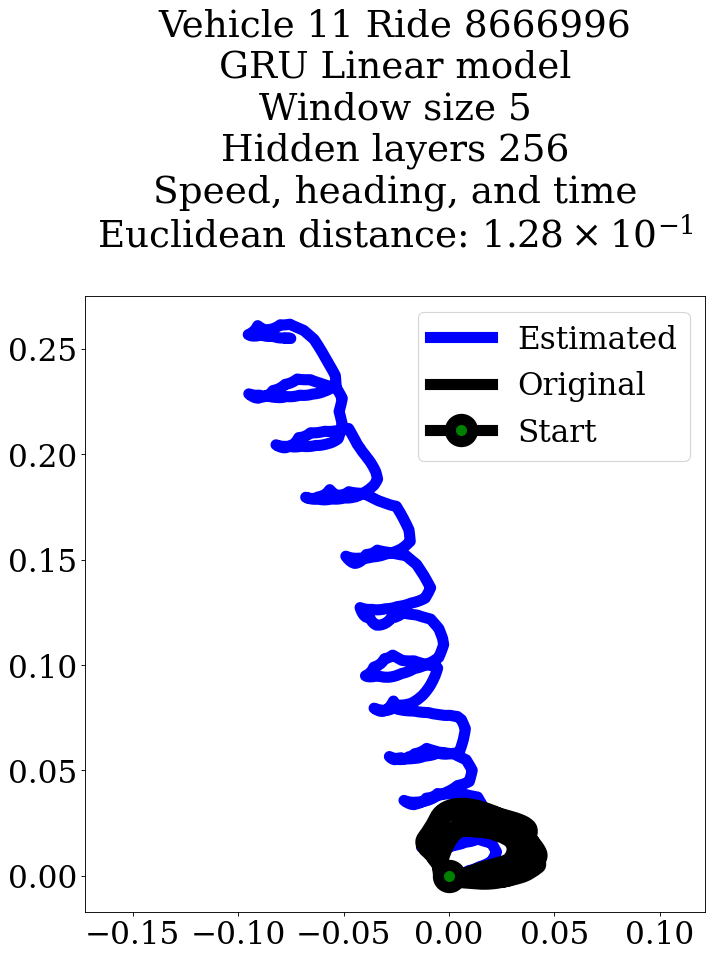 Vehicle 11 Ride 8666996
GRU Linear model
Window size 5
Hidden layers 256
Speed, heading, and time
Euclidean distance: 1.28 × 10⁻¹
Estimated
Original
Start
0.25
0.20
0.15
0.10
0.05
0.00
−0.15 −0.10 −0.05 0.00 0.05 0.10